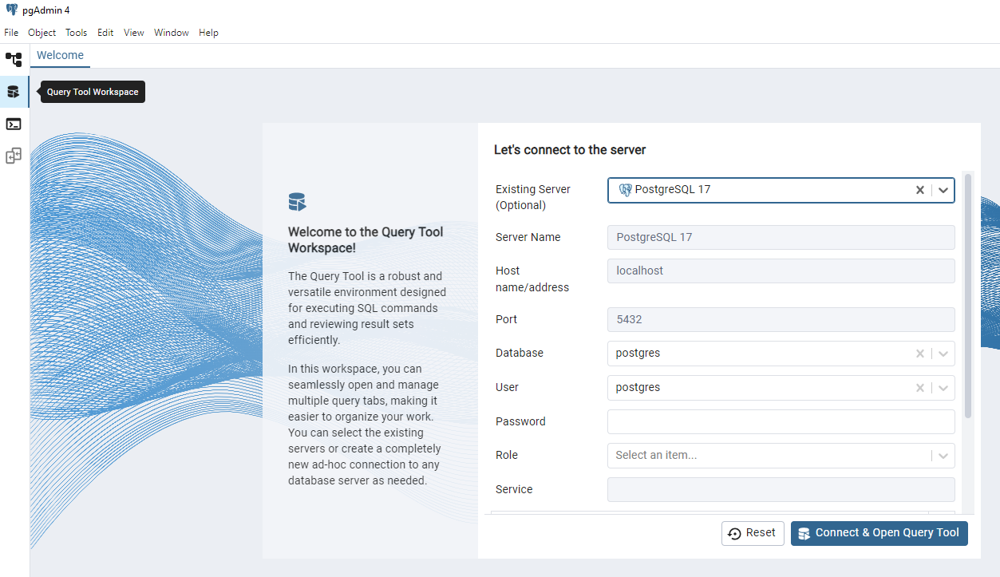 pgAdmin 4
File Object Tools Edit View Window Help
Welcome
Query Tool Workspace
Welcome to the Query Tool
Workspace!
The Query Tool is a robust and
versatile environment designed
for executing SQL commands
and reviewing result sets
efficiently.
In this workspace, you can
seamlessly open and manage
multiple query tabs, making it
easier to organize your work.
You can select the existing
servers or create a completely
new ad-hoc connection to any
database server as needed.
Let's connect to the server
Existing Server
(Optional)
PostgreSQL 17
Server Name
PostgreSQL 17
Host
name/address
localhost
Port
5432
Database
postgres
User
postgres
Password
Role
Select an item...
Service
Reset
Connect & Open Query Tool